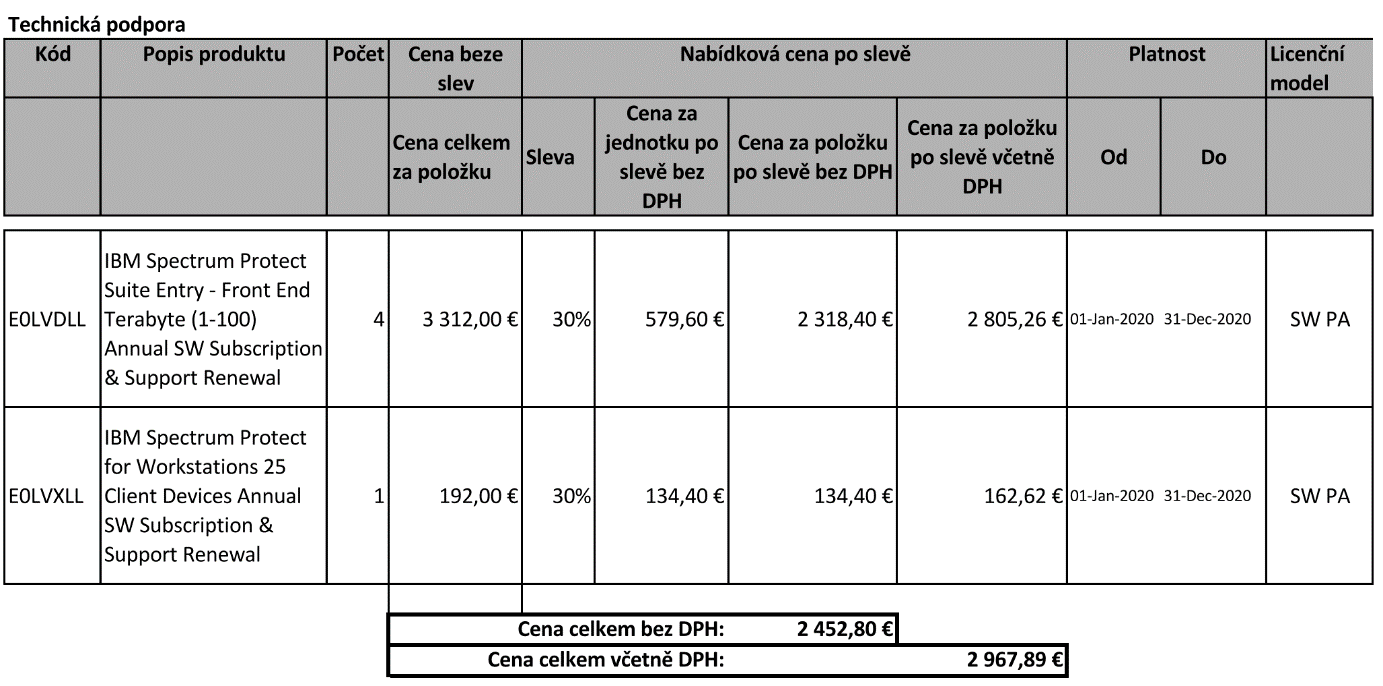 Technická podpora
Kód Popis produktu Počet Cena beze slev Nabídková cena po slevě Platnost Licenční model
Cena celkem za položku Sleva Cena za jednotku po slevě bez DPH Cena za položku po slevě bez DPH Cena za položku po slevě včetně DPH Od Do
E0LVDLL IBM Spectrum Protect Suite Entry - Front End Terabyte (1-100) Annual SW Subscription & Support Renewal 4 3 312,00 € 30% 579,60 € 2 318,40 € 2 805,26 € 01-Jan-2020 31-Dec-2020 SW PA
E0LVXLL IBM Spectrum Protect for Workstations 25 Client Devices Annual SW Subscription & Support Renewal 1 192,00 € 30% 134,40 € 134,40 € 162,62 € 01-Jan-2020 31-Dec-2020 SW PA
Cena celkem bez DPH: 2 452,80 €
Cena celkem včetně DPH: 2 967,89 €